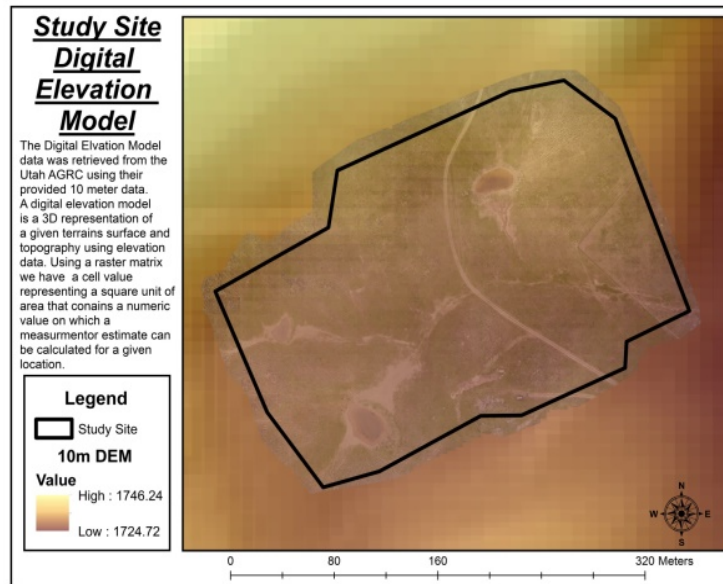 Study Site
Digital
Elevation
Model
The Digital Elvation Model
data was retrieved from the
Utah AGRC using their
provided 10 meter data.
A digital elevation model
is a 3D representation of
a given terrains surface and
topography using elevation
data. Using a raster matrix
we have a cell value
representing a square unit of
area that conains a numeric
value on which a
measurmentor estimate can
be calculated for a given
location.
Legend
Study Site
10m DEM
Value
High : 1746.24
Low : 1724.72
N
W E
S
0 80 160 320 Meters